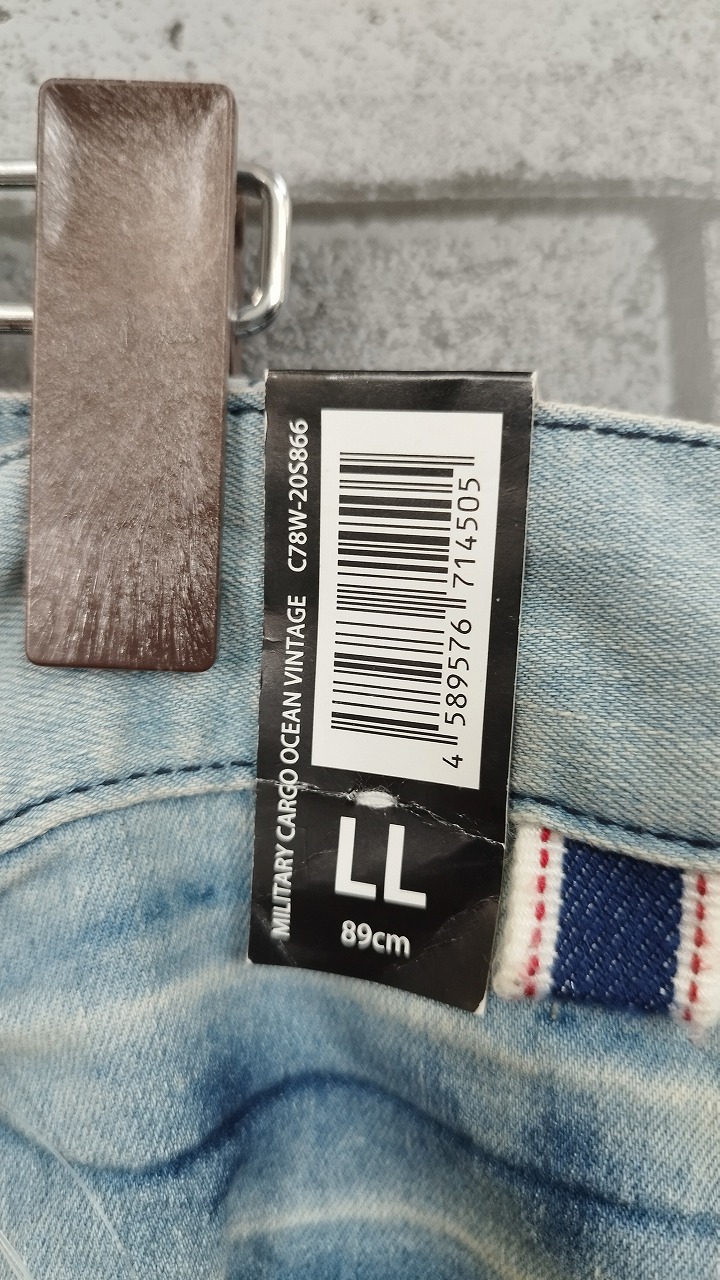 MILITARY CARGO OCEAN VINTAGE C78W-20S866
4 589576 714505
LL
89cm